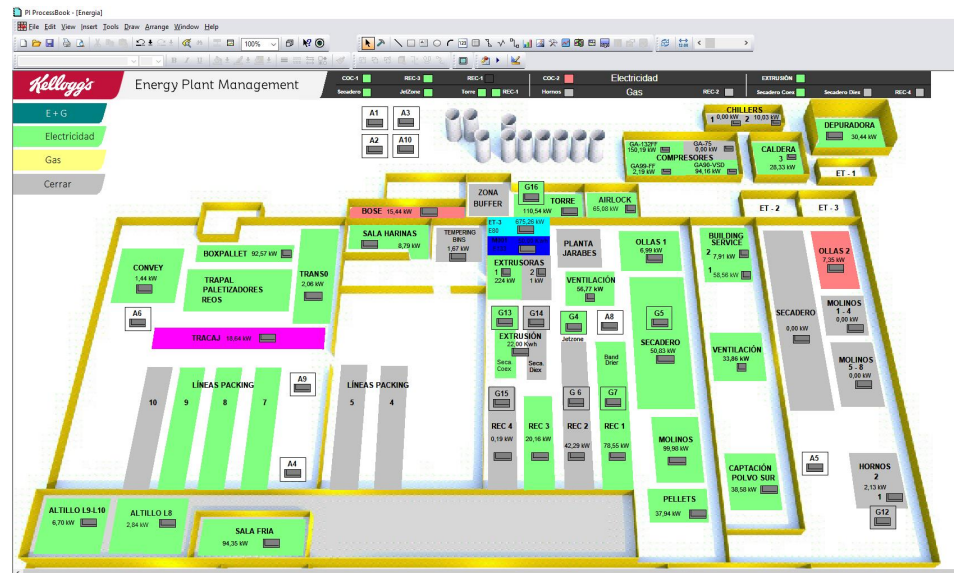 PI ProcessBook - [Energia]
File Edit View Insert Tools Draw Arrange Window Help
100%
Kellogg's
Energy Plant Management
COC-1 REC-3 REC-1 COC-2 Electricidad EXTRUSIÓN
Secadero JetZone Torre REC-1 Hornos Gas REC-2 Secadero Coex Secadero Diex REC-4
E + G
Electricidad
Gas
Cerrar
A1 A3
A2 A10
CHILLERS
1 0,00 kW 2 10,03 kW
DEPURADORA
30,44 kW
GA-132FF GA-75
150,19 kW 0,00 kW
COMPRESORES
GA99-FF GA90-VSD
2,19 kW 94,16 kW
CALDERA
3
28,33 kW
ET - 1
ET - 2 ET - 3
ZONA
BUFFER
G16
TORRE
110,54 kW
AIRLOCK
65,08 kW
BOSE 15,44 kW
SALA HARINAS
8,79 kW
TEMPERING
BINS
1,67 kW
ET-3 675,25 kW
E80
PLANTA
JARABES
OLLAS 1
6,99 kW
BUILDING
SERVICE
2 7,91 kW
1 58,56 kW
OLLAS 2
7,35 kW
BOXPALLET 92,57 kW
CONVEY
1,44 kW
TRAPAL
PALETIZADORES
REOS
TRANS0
2,06 kW
EXTRUSORAS
1 2
224 kW 1 kW
VENTILACIÓN
56,77 kW
A6
TRACAJ 18,64 kW
G13 G14 G4 A8 G5
EXTRUSIÓN
22,00 Kwh
Jetzone
Seca. Coex
Seca. Diex
Band Drier
SECADERO
50,83 kW
VENTILACIÓN
33,86 kW
SECADERO
0,00 kW
MOLINOS
1 - 4
0,00 kW
MOLINOS
5 - 8
0,00 kW
LÍNEAS PACKING
10 9 8 7
A9
LÍNEAS PACKING
5 4
G15 G 6 G7
REC 4 REC 3 REC 2 REC 1
0,19 kW 20,16 kW 42,29 kW 78,55 kW
MOLINOS
99,98 kW
A4
CAPTACIÓN
POLVO SUR
38,58 kW
A5
HORNOS
2
2,13 kW
1
G12
PELLETS
37,94 kW
ALTILLO L9-L10
6,70 kW
ALTILLO L8
2,84 kW
SALA FRIA
94,35 kW